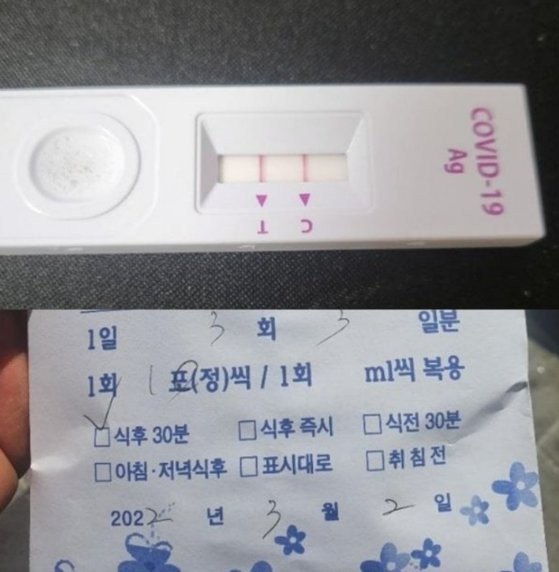 COVID-19
Ag
C
T
1일 3 회 3 일분
1회 1 포(정)씩 / 1회 ml씩 복용
☑식후 30분 □식후 즉시 □식전 30분
□아침·저녁식후 □표시대로 □취침전
2022 년 3 월 2 일